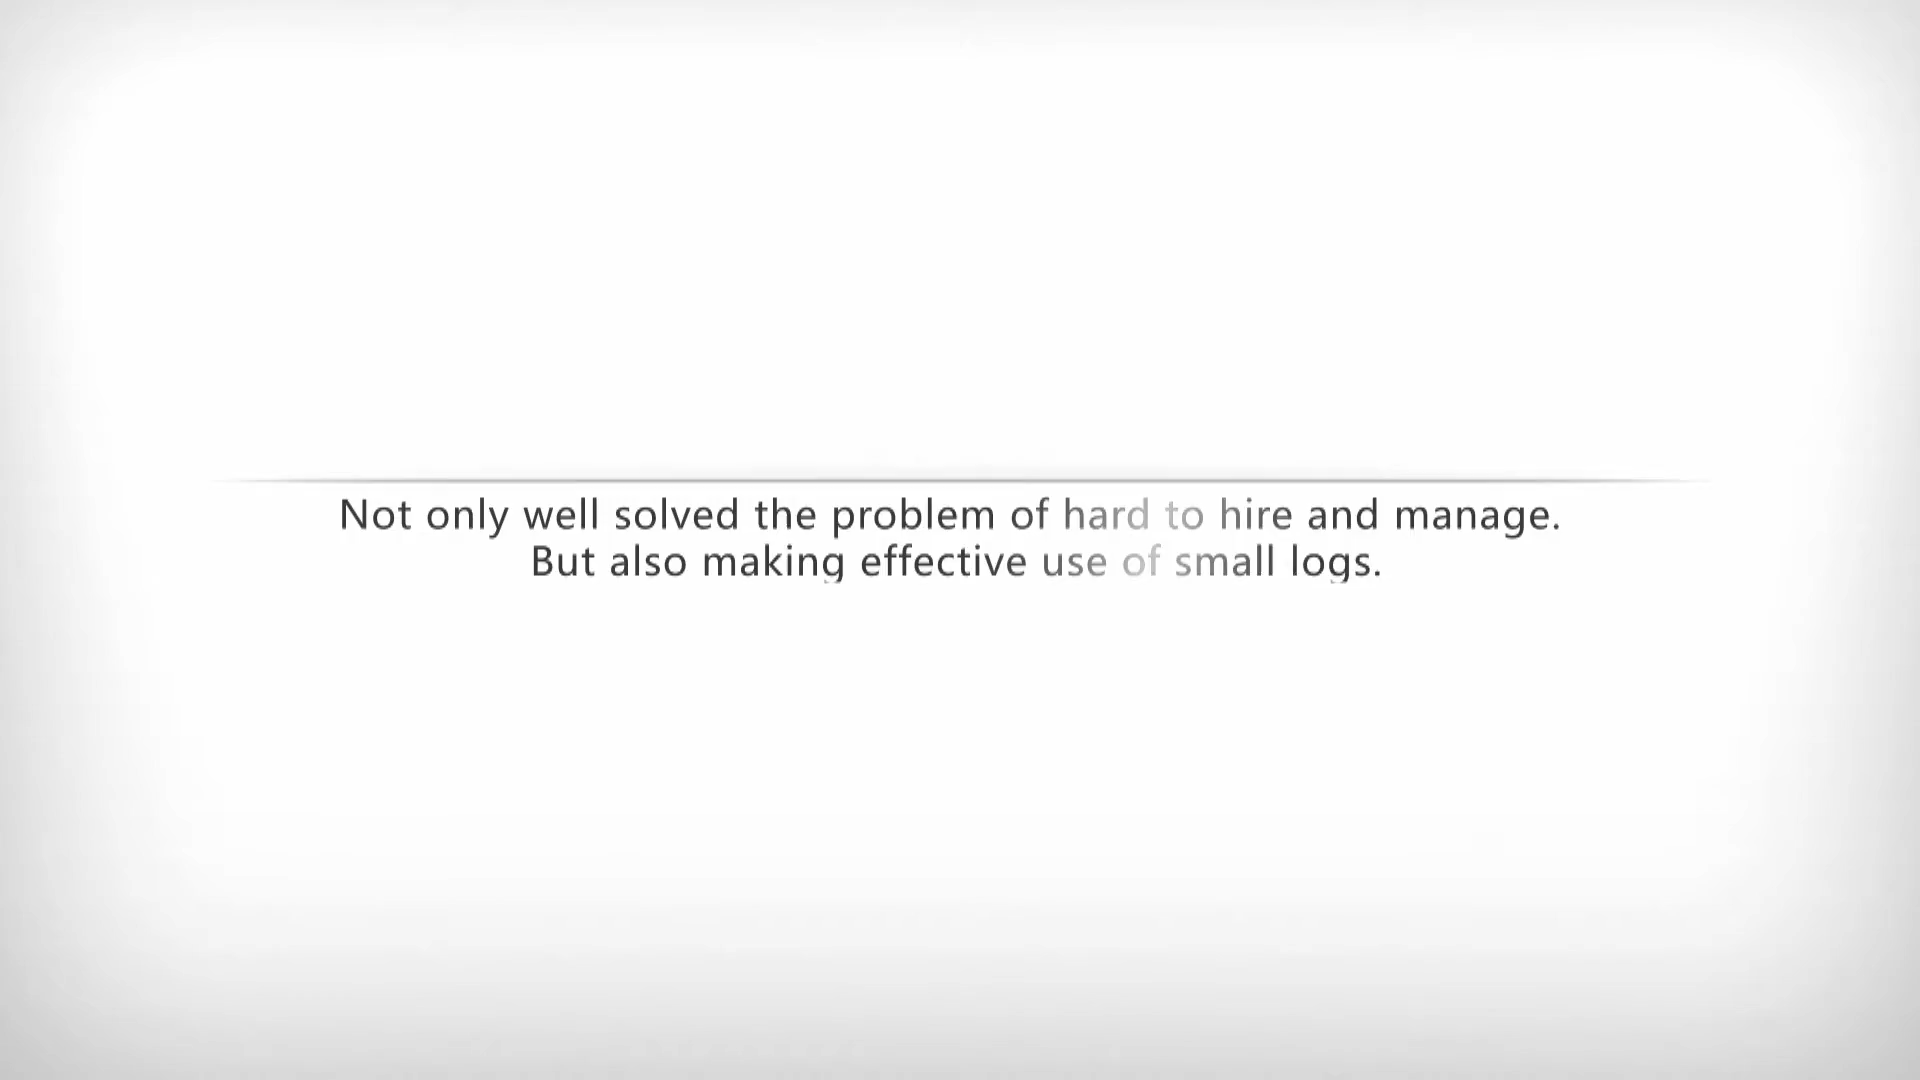 Not only well solved the problem of hard to hire and manage.
But also making effective use of small logs.